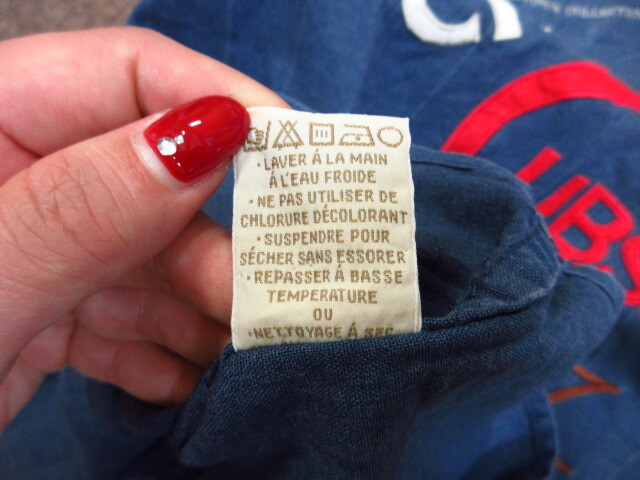 • LAVER À LA MAIN
À L'EAU FROIDE
• NE PAS UTILISER DE
CHLORURE DÉCOLORANT
• SUSPENDRE POUR
SÉCHER SANS ESSORER
• REPASSER À BASSE
TEMPERATURE
OU
• NETTOYAGE À SEC
UBS